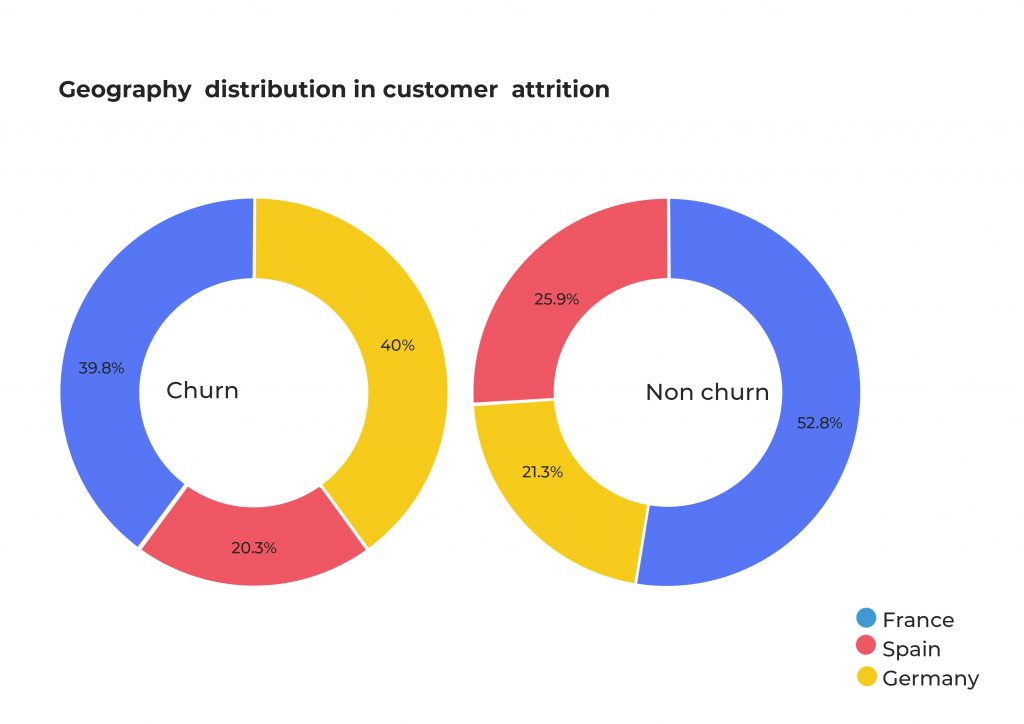 Geography distribution in customer attrition
39.8%
40%
Churn
20.3%
25.9%
Non churn
52.8%
21.3%
France
Spain
Germany